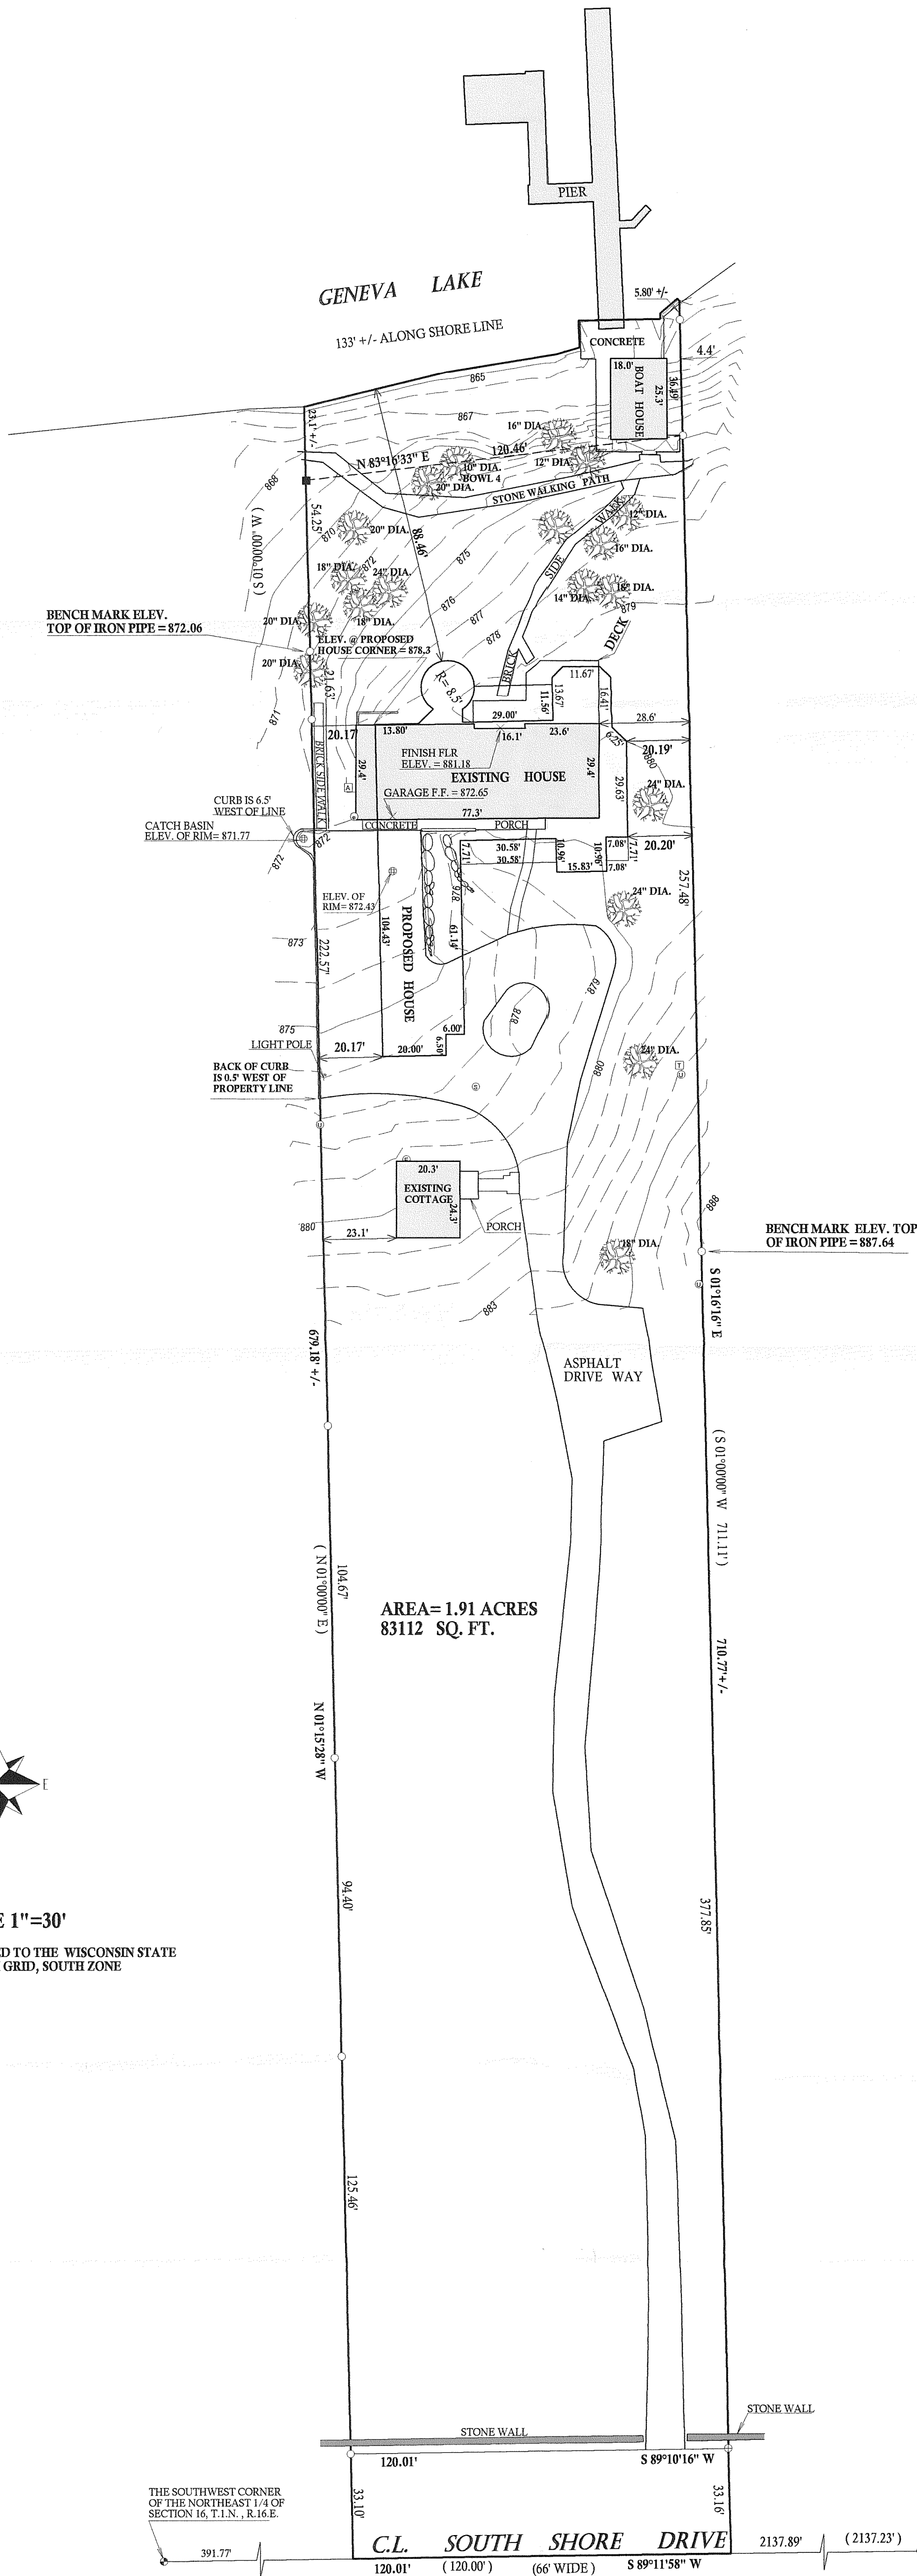 PIER
GENEVA LAKE
133' +/- ALONG SHORE LINE
5.80' +/-
CONCRETE
4.4'
18.0'
BOAT HOUSE
25.3'
36.49'
865
867
23.1' +/-
16" DIA.
N 83°16'33" E
120.46'
10" DIA.
BOWL 4
12" DIA.
20" DIA.
STONE WALKING PATH
868
54.25'
( S 01°00'00" W )
870
20" DIA.
88.46'
875
12" DIA.
16" DIA.
BRICK SIDE WALK
18" DIA.
872
24" DIA.
876
14" DIA.
18" DIA.
879
18" DIA.
877
878
DECK
BENCH MARK ELEV.
TOP OF IRON PIPE = 872.06
20" DIA.
ELEV. @ PROPOSED
HOUSE CORNER = 878.3
20" DIA.
21.63'
871
R= 8.5'
11.67'
13.67'
11.56'
16.41'
29.00'
28.6'
20.17'
13.80'
16.1'
23.6'
6.25'
20.19'
880
BRICK SIDE WALK
29.4'
FINISH FLR
ELEV. = 881.18
EXISTING HOUSE
29.4'
29.63'
24" DIA.
A
GARAGE F.F. = 872.65
77.3'
CURB IS 6.5'
WEST OF LINE
CATCH BASIN
ELEV. OF RIM= 871.77
872
872
CONCRETE
PORCH
7.71'
30.58'
30.58'
10.96'
10.96'
15.83'
7.08'
7.08'
7.71'
20.20'
257.48'
ELEV. OF
RIM= 872.43
876
24" DIA.
104.43'
PROPOSED HOUSE
61.14'
873
222.57'
879
878
875
LIGHT POLE
6.00'
6.50'
20.17'
20.00'
24" DIA.
T
U
BACK OF CURB
IS 0.5' WEST OF
PROPERTY LINE
S
880
U
20.3'
EXISTING
COTTAGE
24.3'
PORCH
880
23.1'
888
BENCH MARK ELEV. TOP
OF IRON PIPE = 887.64
18" DIA.
U
S 01°16'16" E
883
679.18' +/-
ASPHALT
DRIVE WAY
( S 01°00'00" W 711.11' )
104.67'
( N 01°00'00" E )
AREA= 1.91 ACRES
83112 SQ. FT.
710.77'+/-
N 01°15'28" W
E
94.40'
377.85'
E 1"=30'
ED TO THE WISCONSIN STATE
GRID, SOUTH ZONE
125.46'
STONE WALL
STONE WALL
120.01'
S 89°10'16" W
33.10'
33.16'
THE SOUTHWEST CORNER
OF THE NORTHEAST 1/4 OF
SECTION 16, T.1.N. , R.16.E.
391.77'
C.L. SOUTH SHORE DRIVE
2137.89'
( 2137.23' )
120.01'
( 120.00' )
(66' WIDE )
S 89°11'58" W